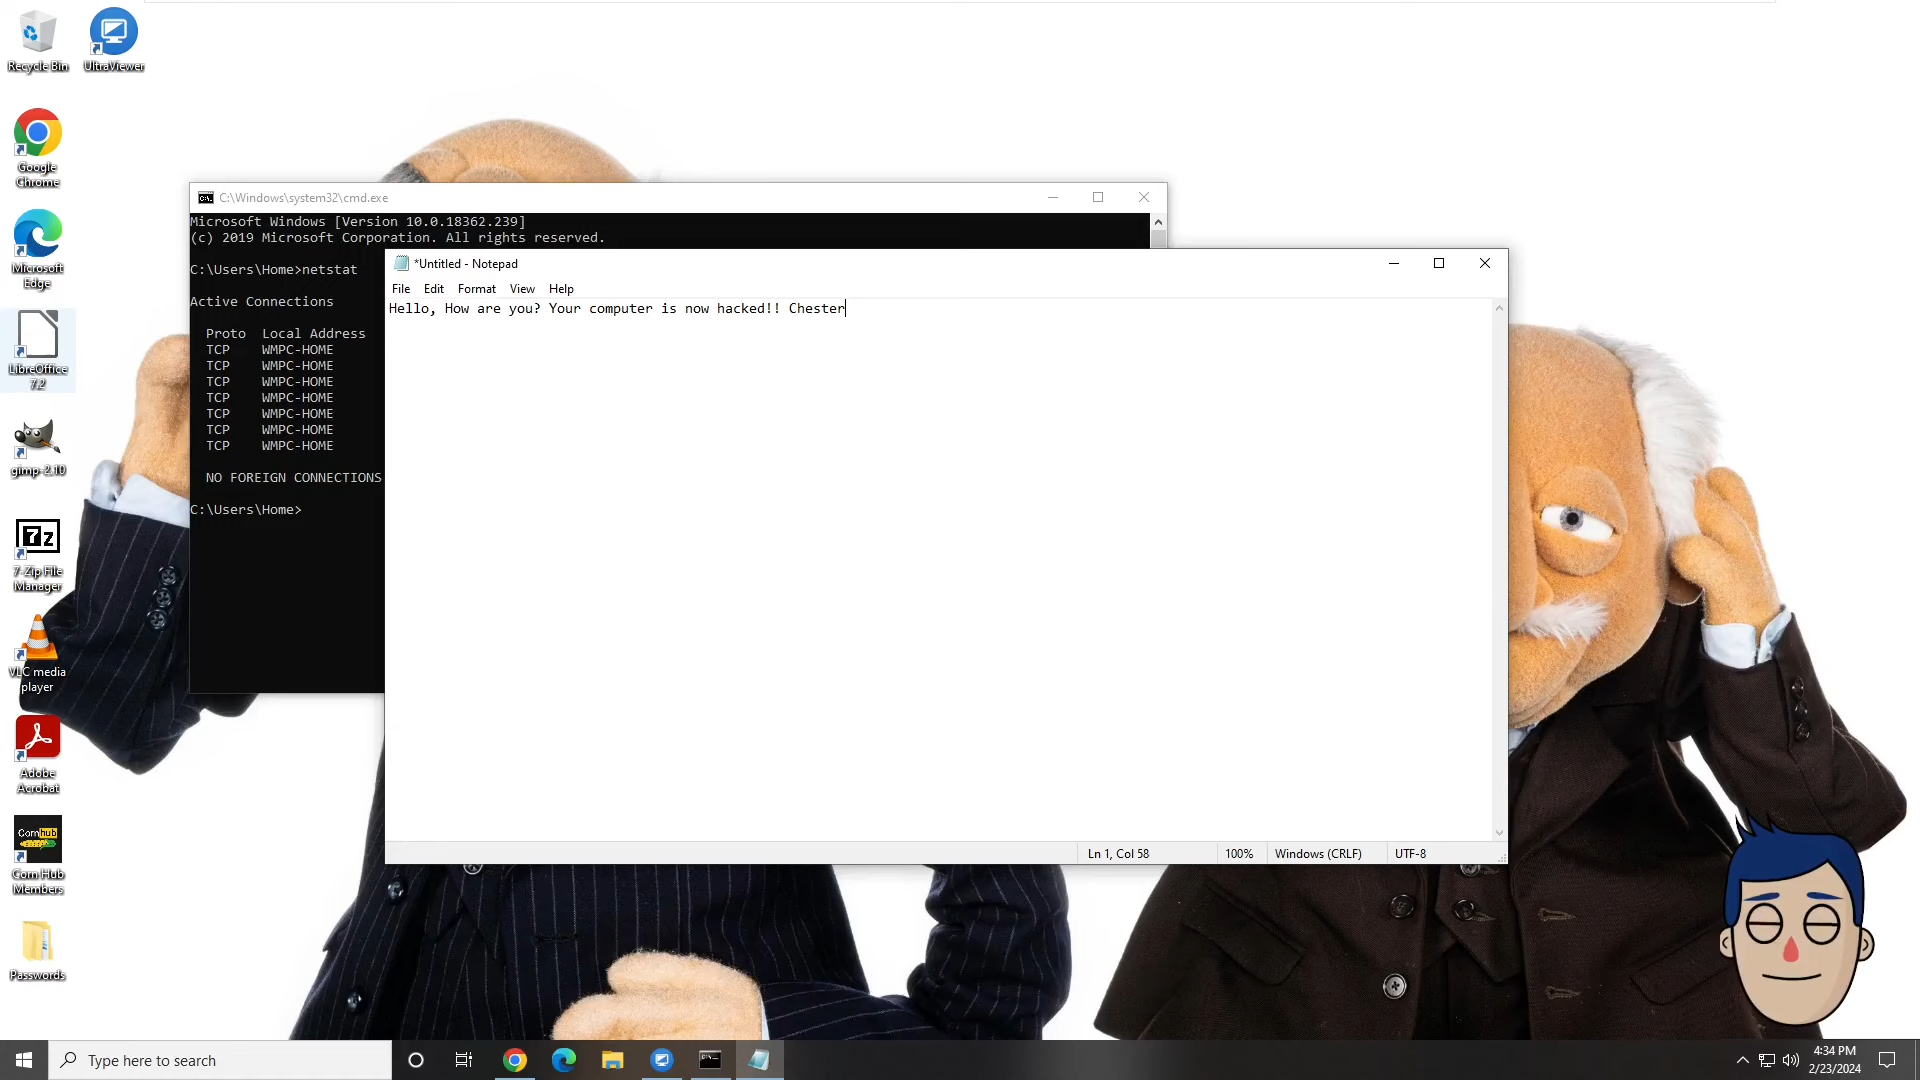 Recycle Bin
UltraViewer
Google
Chrome
Microsoft
Edge
LibreOffice
7.2
gimp-2.10
7-Zip File
Manager
VLC media
player
Adobe
Acrobat
Corn hub
Corn Hub
Members
Passwords
C:\Windows\system32\cmd.exe
Microsoft Windows [Version 10.0.18362.239]
(c) 2019 Microsoft Corporation. All rights reserved.
C:\Users\Home>netstat
Active Connections
Proto Local Address
TCP WMPC-HOME
TCP WMPC-HOME
TCP WMPC-HOME
TCP WMPC-HOME
TCP WMPC-HOME
TCP WMPC-HOME
TCP WMPC-HOME
NO FOREIGN CONNECTIONS
C:\Users\Home>
*Untitled - Notepad
File Edit Format View Help
Hello, How are you? Your computer is now hacked!! Chester
Ln 1, Col 58 100% Windows (CRLF) UTF-8
Type here to search
4:34 PM
2/23/2024